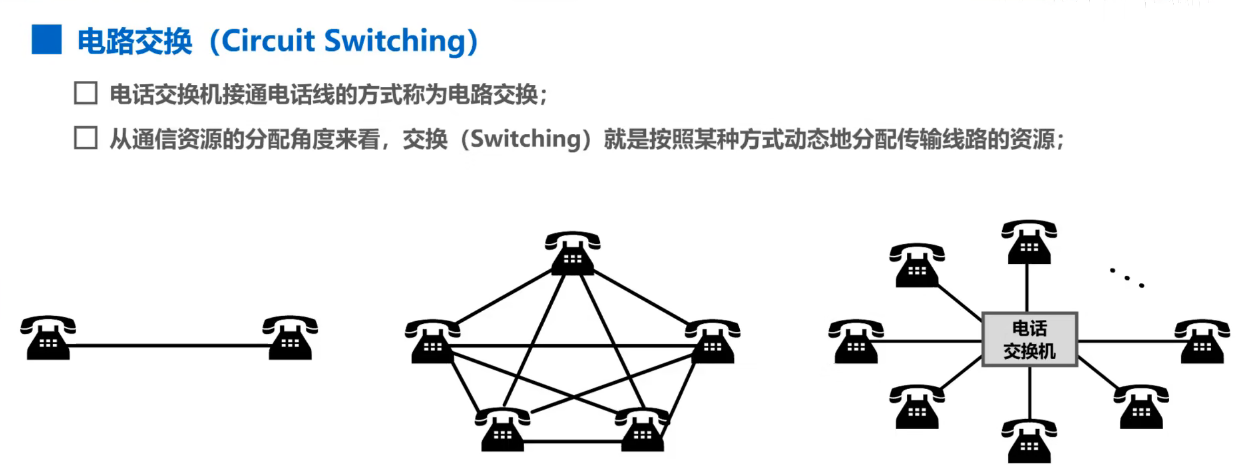 电路交换（Circuit Switching）
电话交换机接通电话线的方式称为电路交换；
从通信资源的分配角度来看，交换（Switching）就是按照某种方式动态地分配传输线路的资源；
电话
交换机